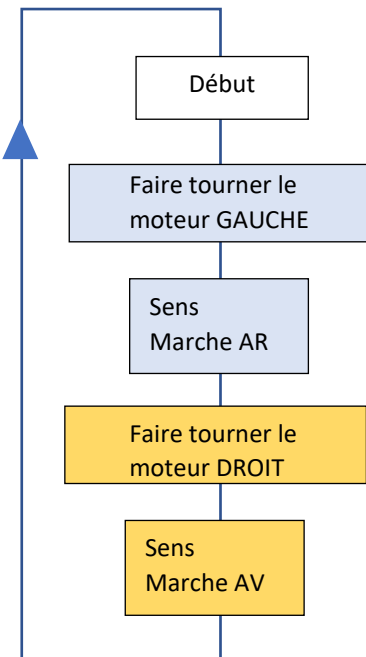 Début
Faire tourner le
moteur GAUCHE
Sens
Marche AR
Faire tourner le
moteur DROIT
Sens
Marche AV